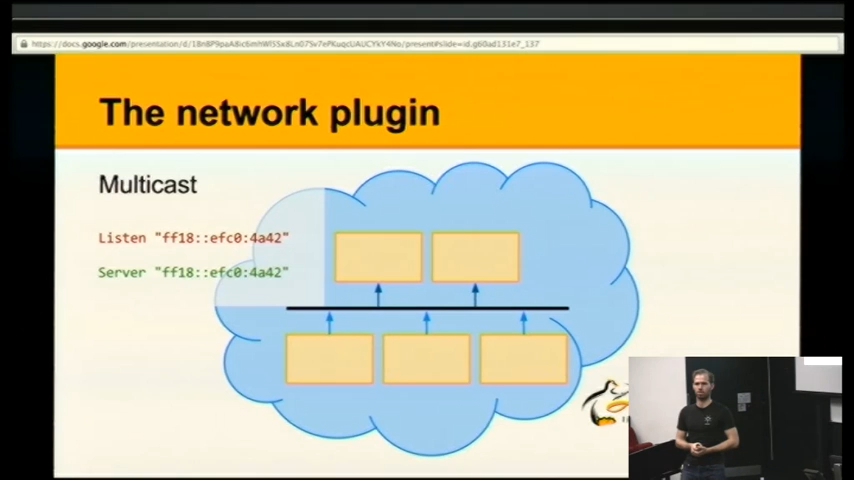 The network plugin
Multicast
Listen "ff18::efc0:4a42"
Server "ff18::efc0:4a42"